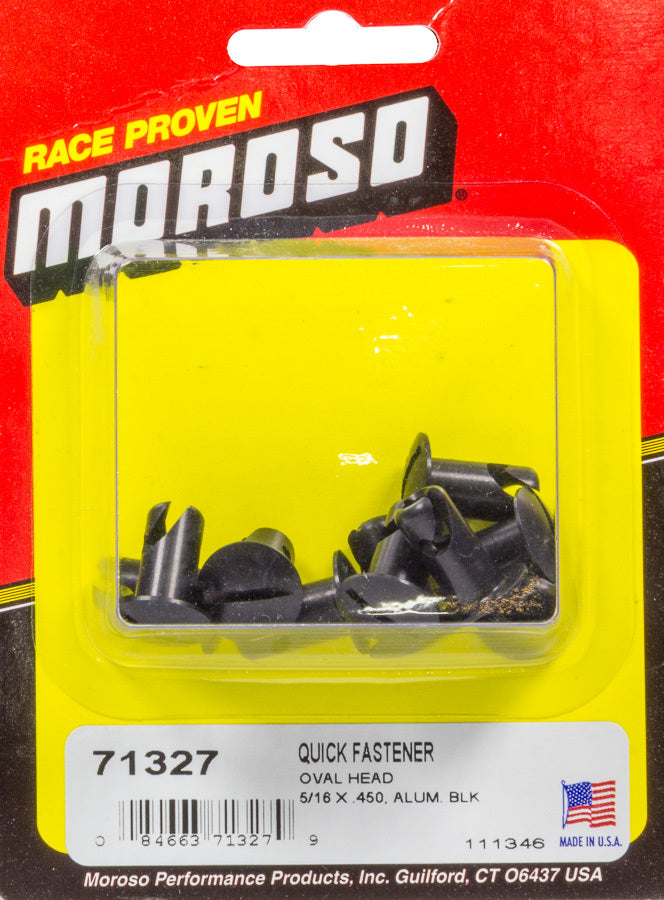 RACE PROVEN
MOROSO®
71327
QUICK FASTENER
OVAL HEAD
5/16 X .450, ALUM. BLK
0 84663 71327 9
111346
MADE IN U.S.A.
Moroso Performance Products, Inc. Guilford, CT 06437 USA